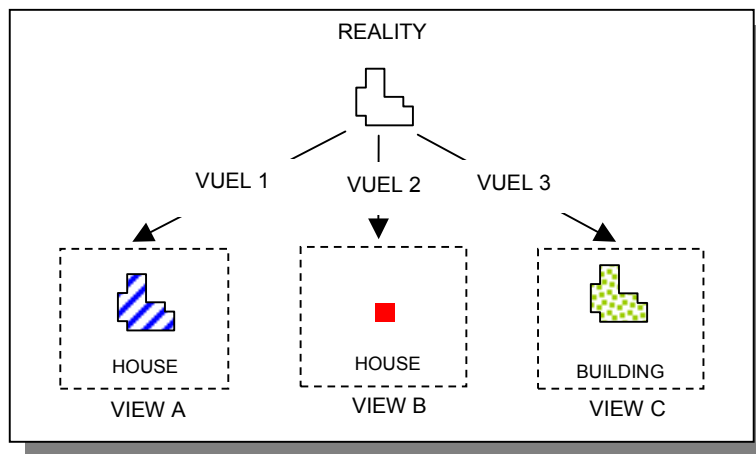 REALITY
VUEL 1
VUEL 2
VUEL 3
HOUSE
HOUSE
BUILDING
VIEW A
VIEW B
VIEW C